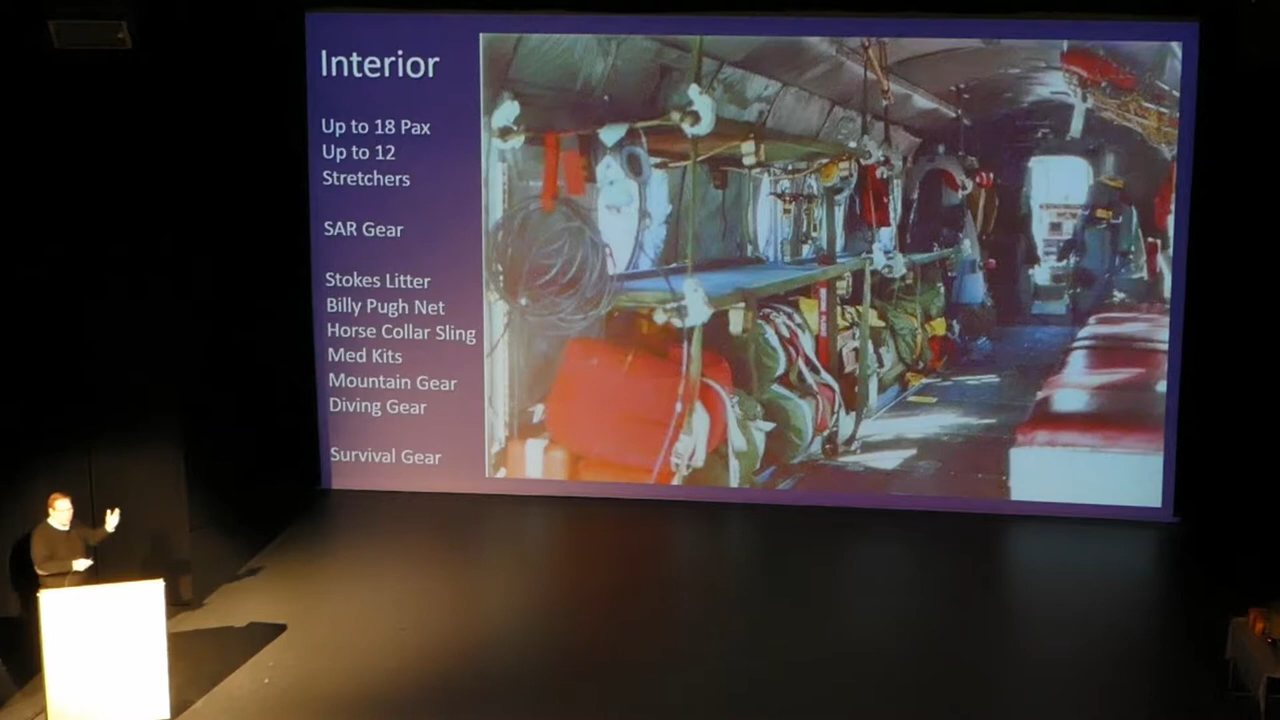 Interior
Up to 18 Pax
Up to 12
Stretchers
SAR Gear
Stokes Litter
Billy Pugh Net
Horse Collar Sling
Med Kits
Mountain Gear
Diving Gear
Survival Gear